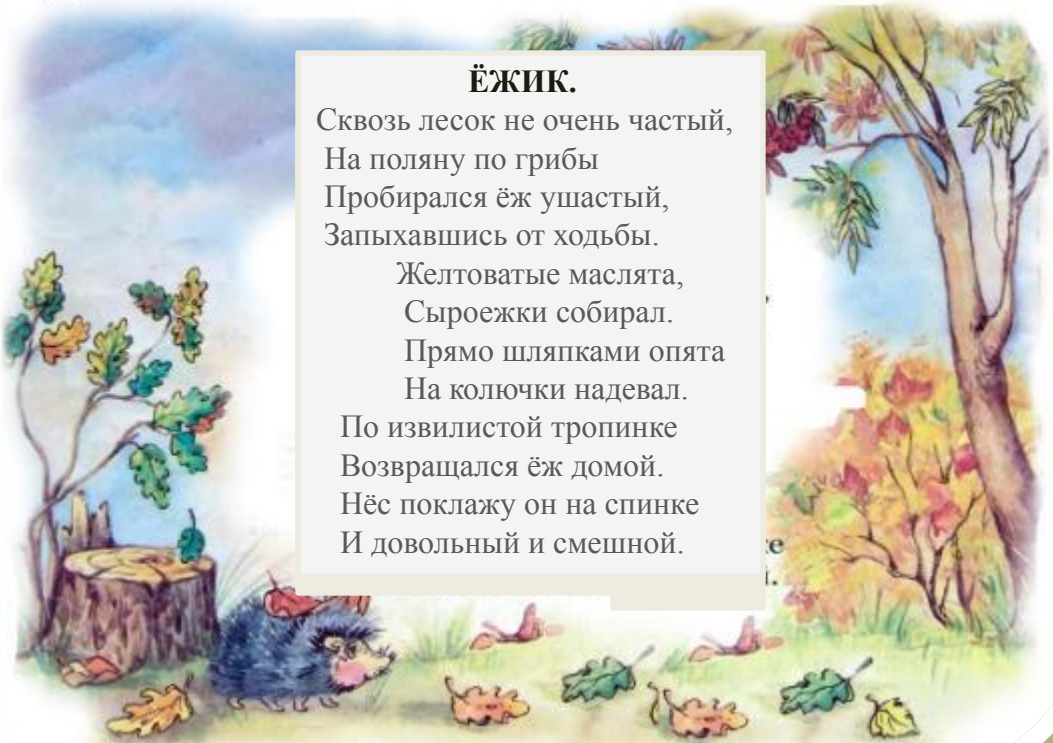 ЁЖИК.
Сквозь лесок не очень частый,
На поляну по грибы
Пробирался ёж ушастый,
Запыхавшись от ходьбы.
Желтоватые маслята,
Сыроежки собирал.
Прямо шляпками опята
На колючки надевал.
По извилистой тропинке
Возвращался ёж домой.
Нёс поклажу он на спинке
И довольный и смешной.